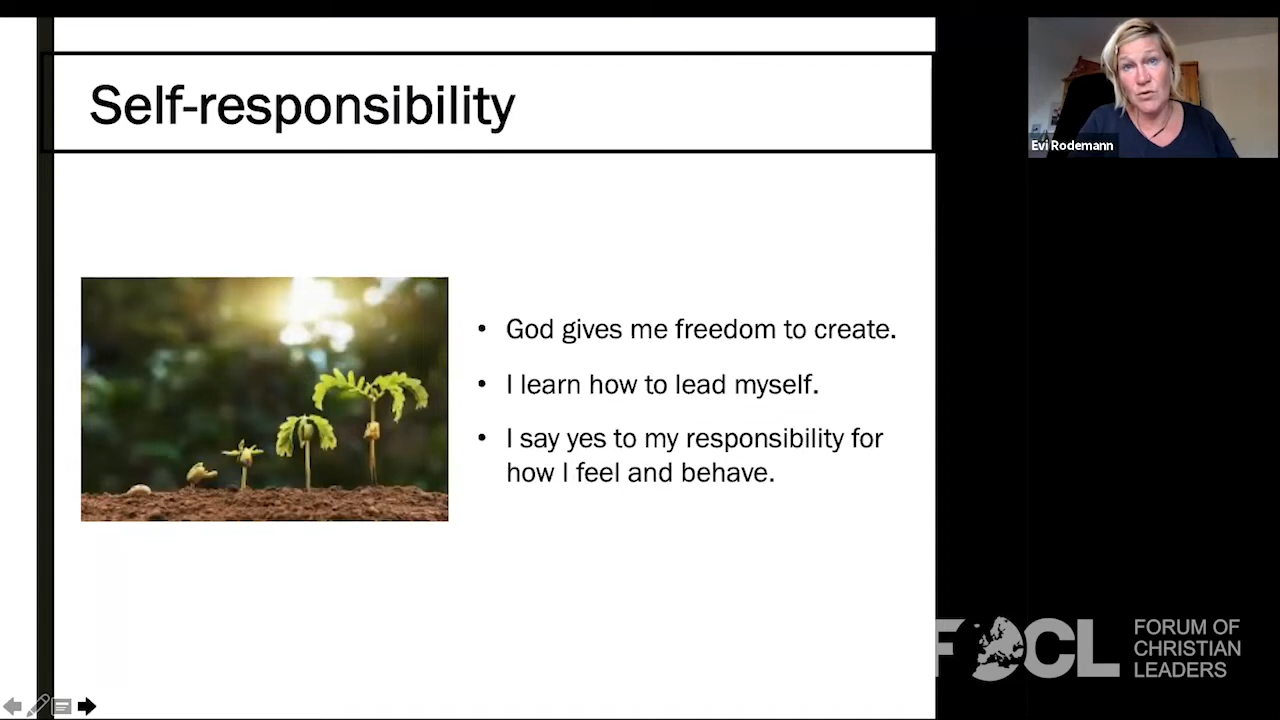 Self-responsibility
• God gives me freedom to create.
• I learn how to lead myself.
• I say yes to my responsibility for
how I feel and behave.
Evi Rodemann
FOCL
FORUM OF
CHRISTIAN
LEADERS